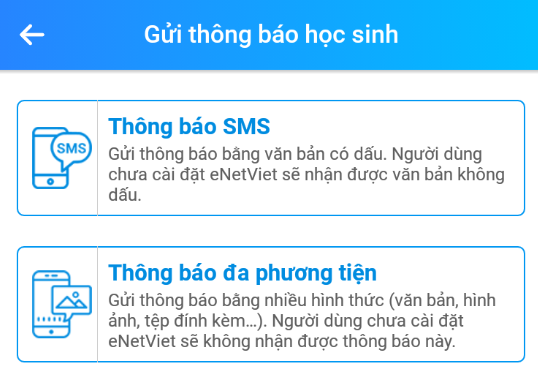 Gửi thông báo học sinh
SMS
Thông báo SMS
Gửi thông báo bằng văn bản có dấu. Người dùng
chưa cài đặt eNetViet sẽ nhận được văn bản không
dấu.
Thông báo đa phương tiện
Gửi thông báo bằng nhiều hình thức (văn bản, hình
ảnh, tệp đính kèm...). Người dùng chưa cài đặt
eNetViet sẽ không nhận được thông báo này.